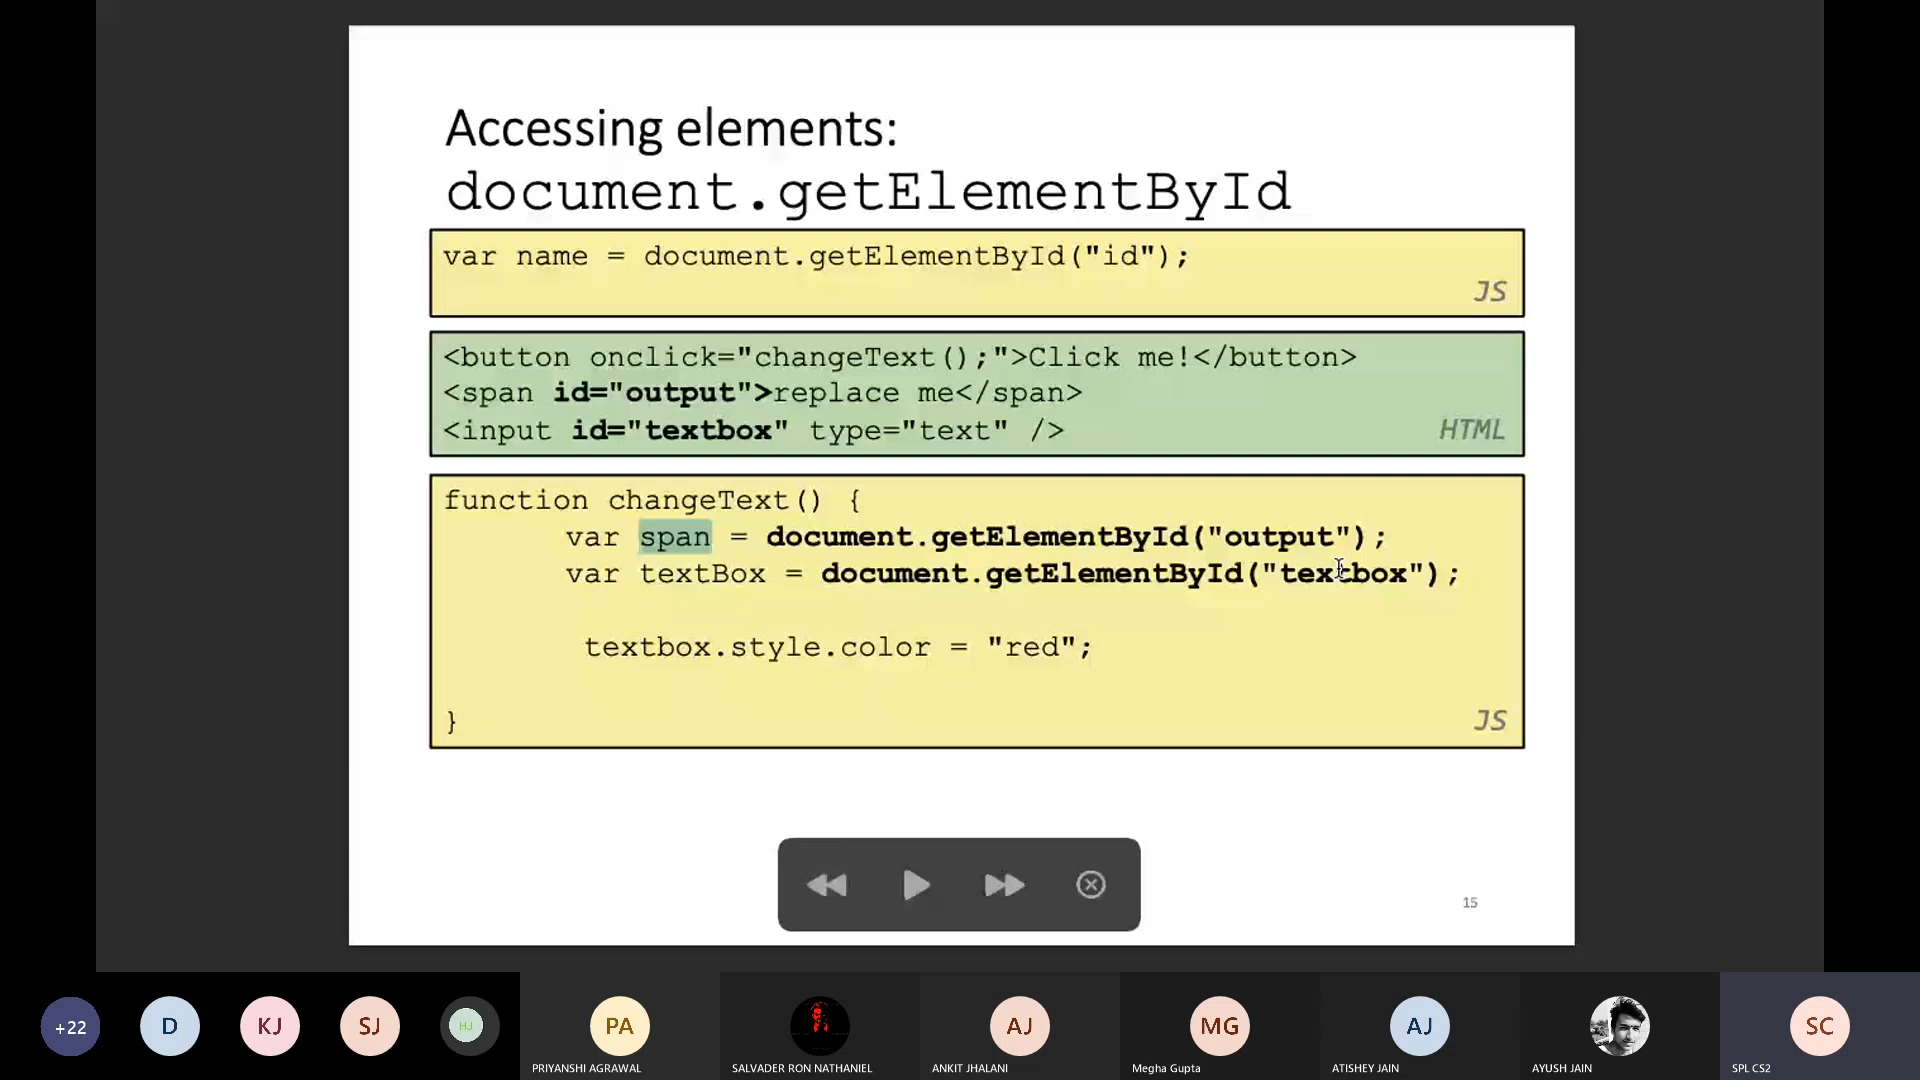 Accessing elements:
document.getElementById
var name = document.getElementById("id");
JS
<button onclick="changeText();">Click me!</button>
<span id="output">replace me</span>
<input id="textbox" type="text" />
HTML
function changeText() {
var span = document.getElementById("output");
var textBox = document.getElementById("textbox");
textbox.style.color = "red";
}
JS
15
+22
D
KJ
SJ
HJ
PA
AJ
MG
AJ
SC
PRIYANSHI AGRAWAL
SALVADER RON NATHANIEL
ANKIT JHALANI
Megha Gupta
ATISHEY JAIN
AYUSH JAIN
SPL CS2